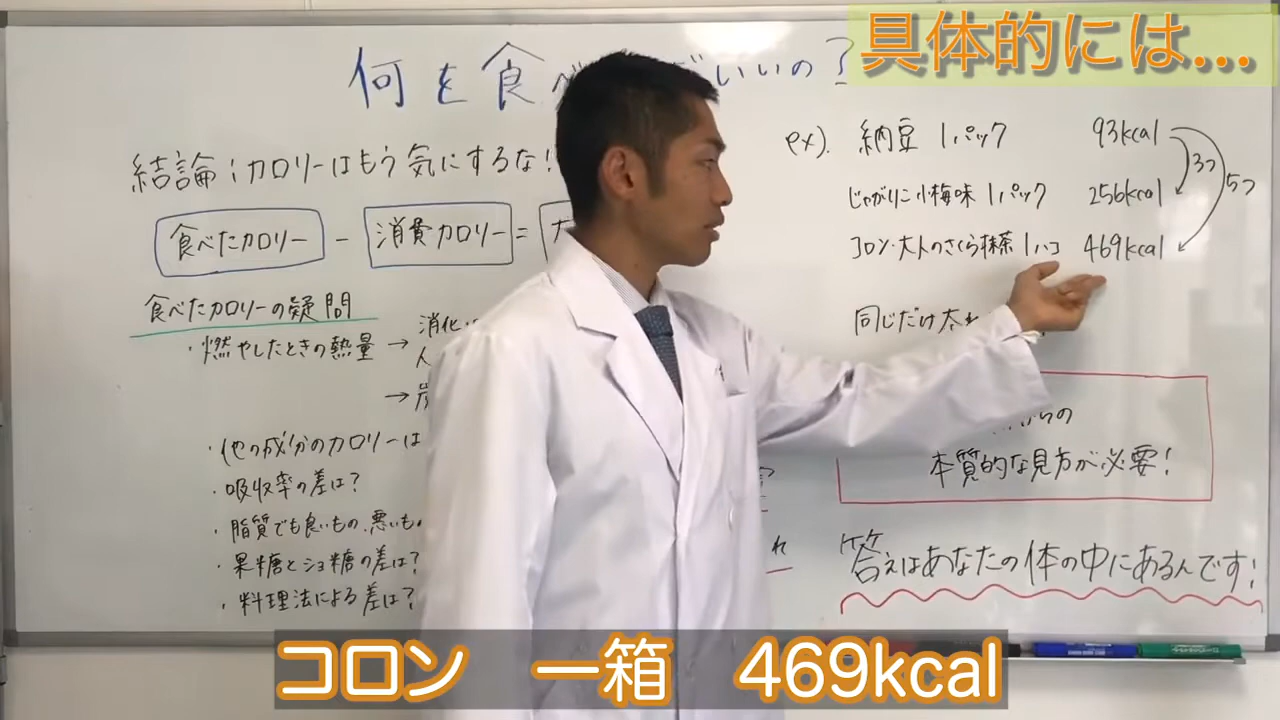 具体的には...
何を食べ いいの?
結論:カロリーはもう気にするな!
食べたカロリー - 消費カロリー =
食べたカロリーの疑問
・燃やしたときの熱量 → 消化
人
→
・他の成分のカロリーは
・吸収率の差は?
・脂質でも良いもの、悪いもの
・果糖とショ糖の差は?
・料理法による差は?
ex). 納豆 1パック 93kcal
じゃがりこ小梅味 1パック 256kcal
3つ
5つ
コロン・大人のさくら抹茶 1ハコ 469kcal
同じだけ太
からの
本質的な見方が必要!
れ
答えはあなたの体の中にあるんです!
コロン 一箱 469kcal